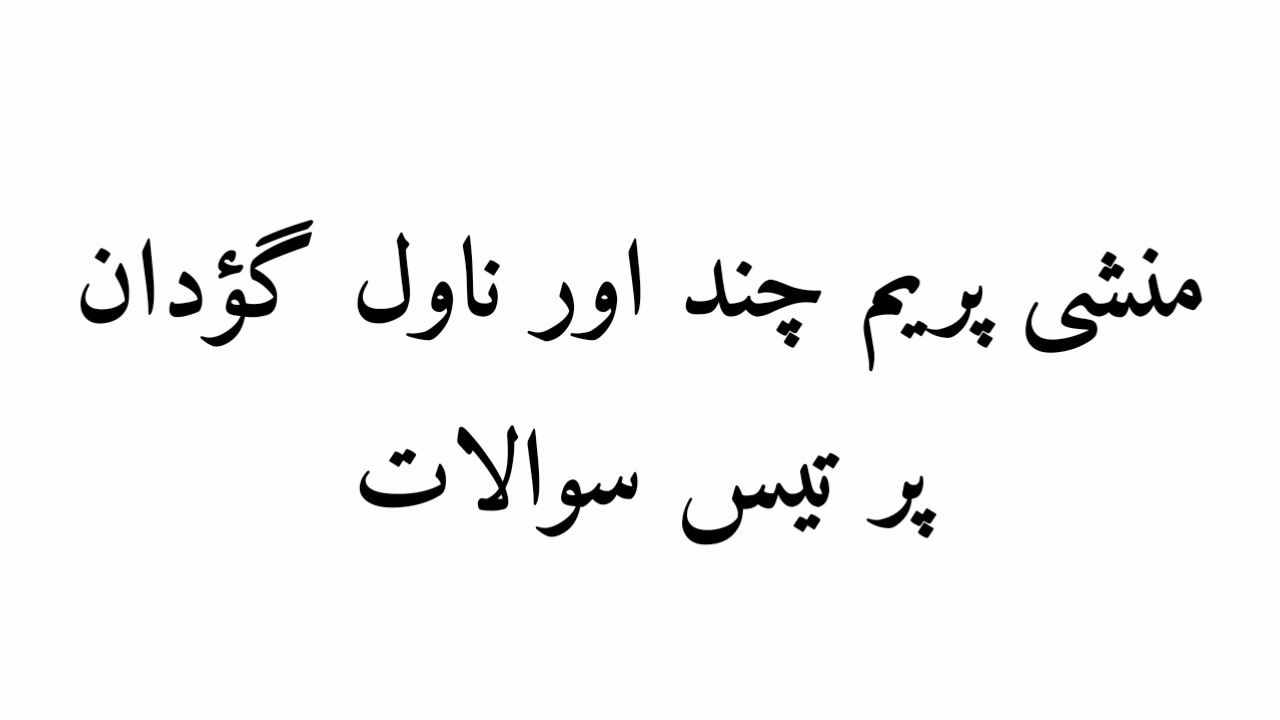 منشی پریم چند اور ناول گؤدان
پر تیس سوالات